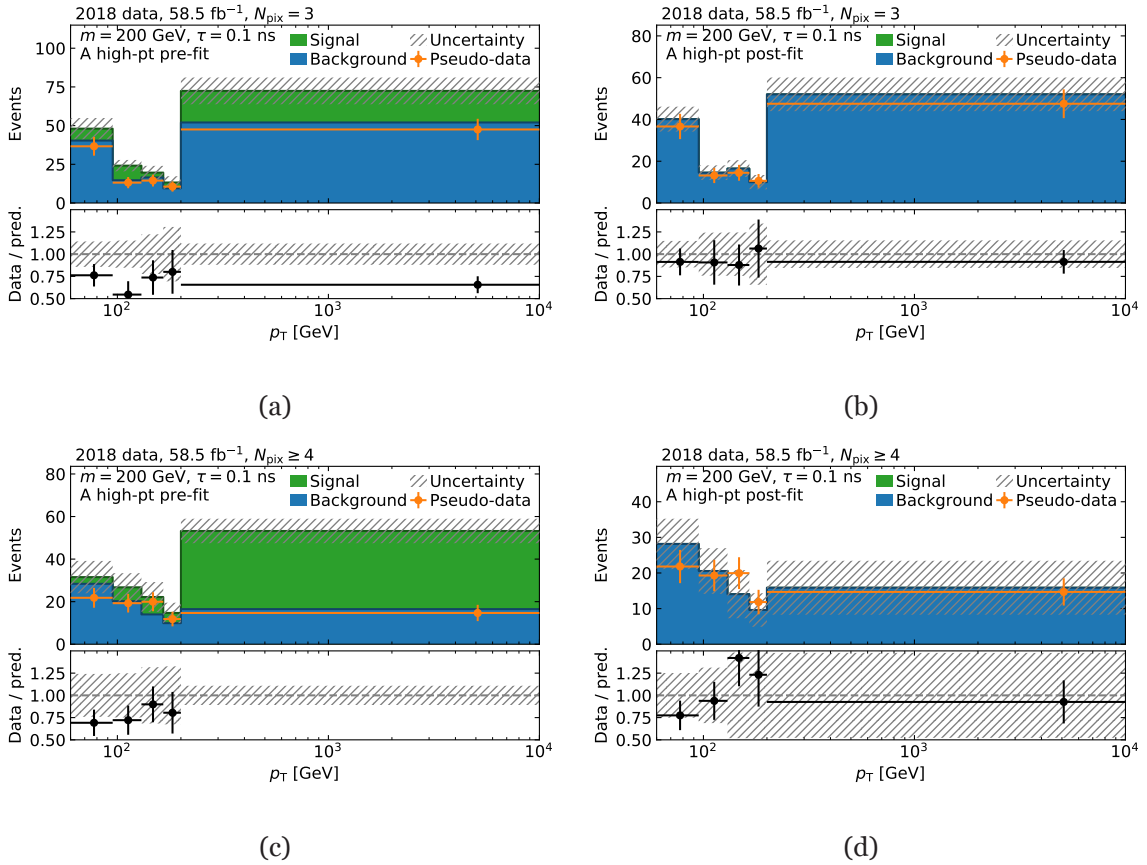 2018 data, 58.5 fb⁻¹, N_pix = 3
m = 200 GeV, τ = 0.1 ns
A high-pt pre-fit
Signal
Background
Uncertainty
Pseudo-data
Events
100
75
50
25
0
Data / pred.
1.25
1.00
0.75
0.50
10²
10³
10⁴
p_T [GeV]
(a)
2018 data, 58.5 fb⁻¹, N_pix = 3
m = 200 GeV, τ = 0.1 ns
A high-pt post-fit
Signal
Background
Uncertainty
Pseudo-data
Events
80
60
40
20
0
Data / pred.
1.25
1.00
0.75
0.50
10²
10³
10⁴
p_T [GeV]
(b)
2018 data, 58.5 fb⁻¹, N_pix ≥ 4
m = 200 GeV, τ = 0.1 ns
A high-pt pre-fit
Signal
Background
Uncertainty
Pseudo-data
Events
80
60
40
20
0
Data / pred.
1.25
1.00
0.75
0.50
10²
10³
10⁴
p_T [GeV]
(c)
2018 data, 58.5 fb⁻¹, N_pix ≥ 4
m = 200 GeV, τ = 0.1 ns
A high-pt post-fit
Signal
Background
Uncertainty
Pseudo-data
Events
40
30
20
10
0
Data / pred.
1.25
1.00
0.75
0.50
10²
10³
10⁴
p_T [GeV]
(d)